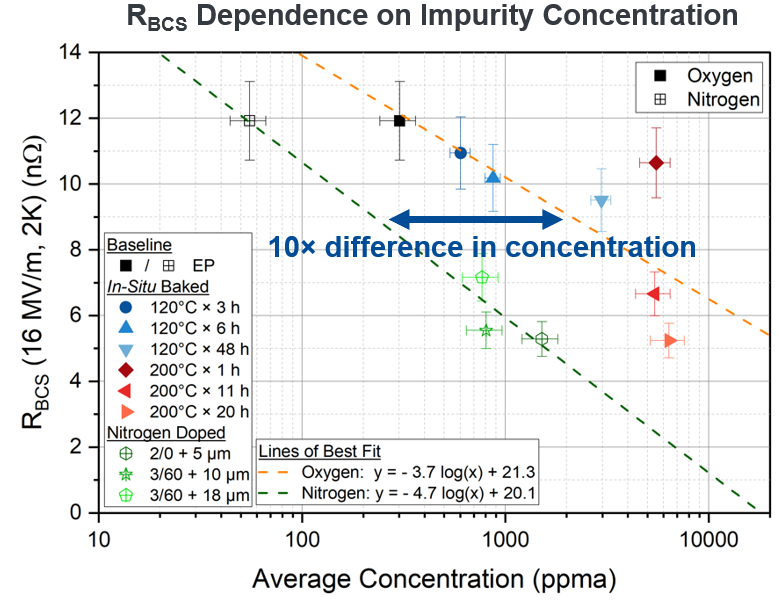 R_BCS Dependence on Impurity Concentration
14
12
10
8
6
4
2
0
R_BCS (16 MV/m, 2K) (nΩ)
Oxygen
Nitrogen
10× difference in concentration
Baseline
/ EP
In-Situ Baked
120°C × 3 h
120°C × 6 h
120°C × 48 h
200°C × 1 h
200°C × 11 h
200°C × 20 h
Nitrogen Doped
2/0 + 5 µm
3/60 + 10 µm
3/60 + 18 µm
Lines of Best Fit
Oxygen: y = - 3.7 log(x) + 21.3
Nitrogen: y = - 4.7 log(x) + 20.1
10 100 1000 10000
Average Concentration (ppma)